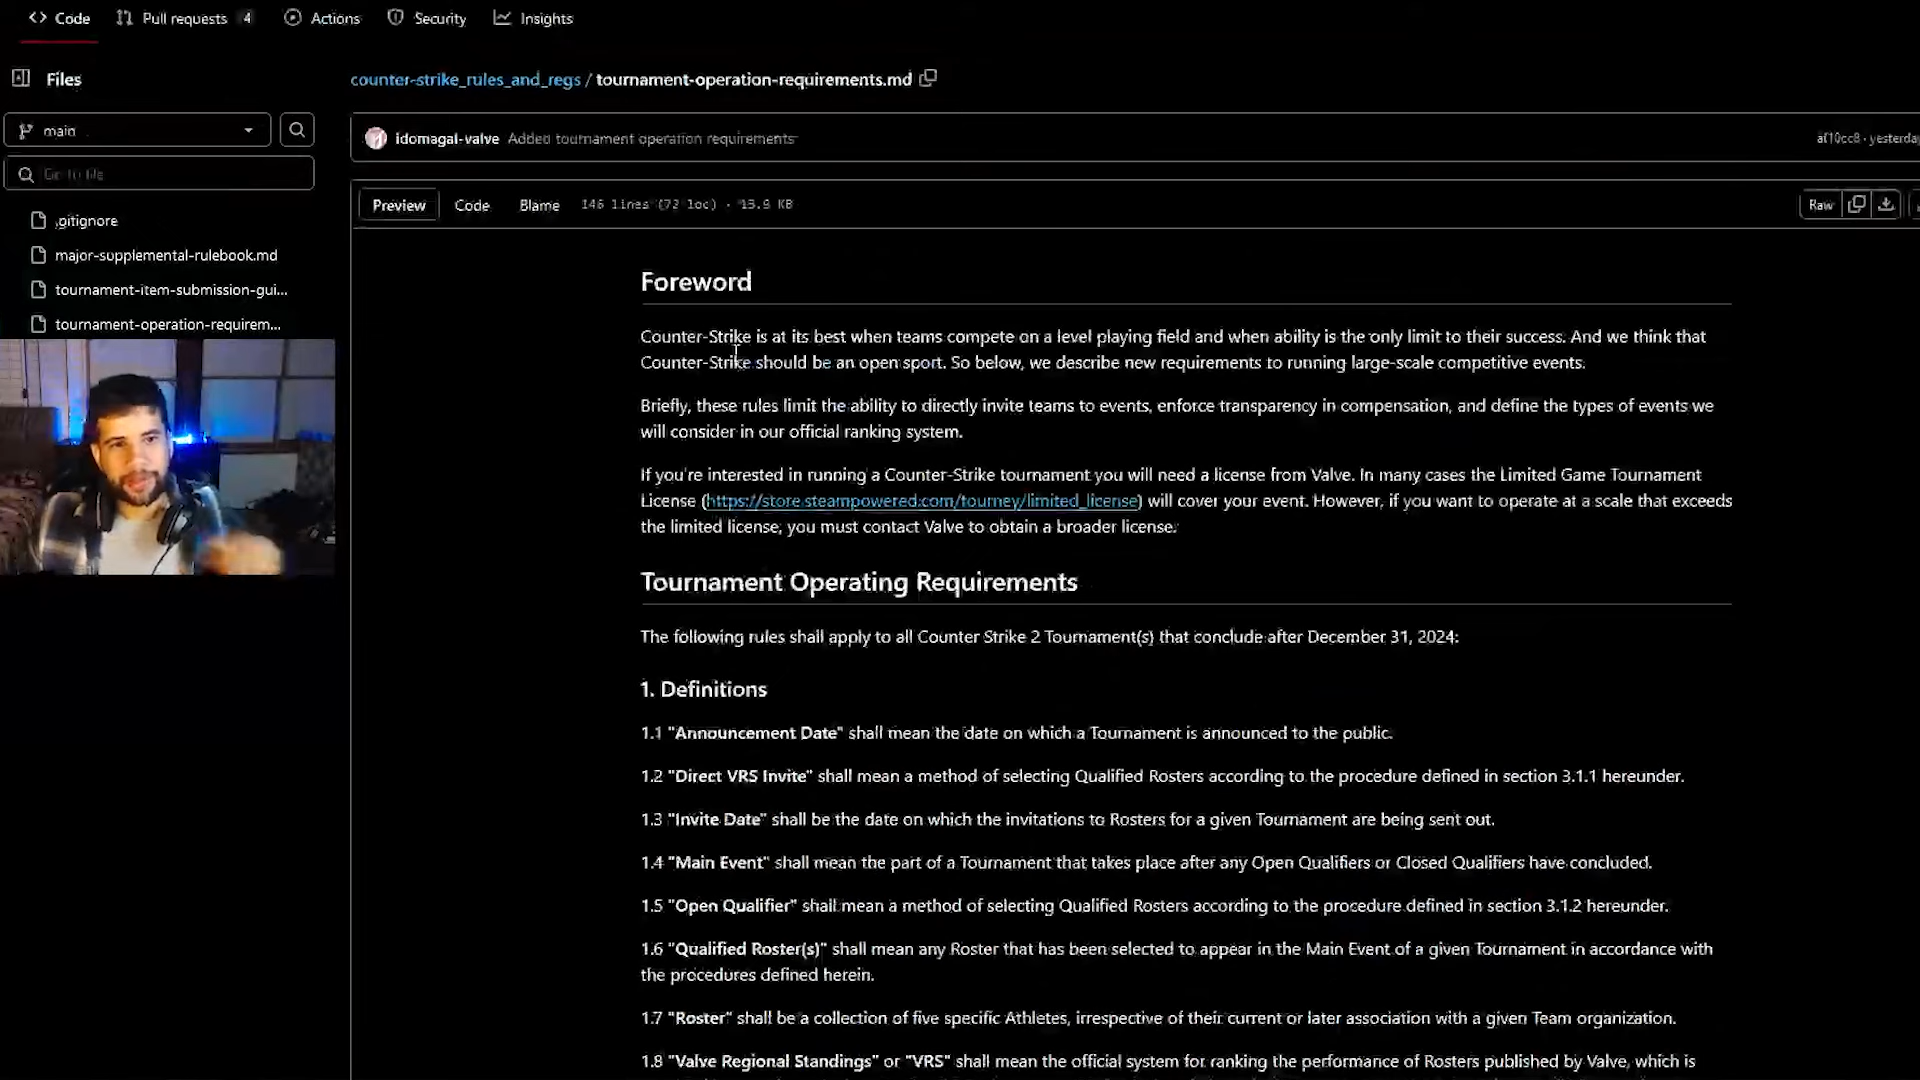 Code Pull requests 4 Actions Security Insights
Files
counter-strike_rules_and_regs / tournament-operation-requirements.md
main
idomagal-valve Added tournament operation requirements
af10cc8 · yesterday
Go to file
Preview Code Blame 146 lines (72 loc) · 13.9 KB
Raw
.gitignore
major-supplemental-rulebook.md
tournament-item-submission-gui...
tournament-operation-requirem...
Foreword
Counter-Strike is at its best when teams compete on a level playing field and when ability is the only limit to their success. And we think that
Counter-Strike should be an open sport. So below, we describe new requirements to running large-scale competitive events.
Briefly, these rules limit the ability to directly invite teams to events, enforce transparency in compensation, and define the types of events we
will consider in our official ranking system.
If you're interested in running a Counter-Strike tournament you will need a license from Valve. In many cases the Limited Game Tournament
License (https://store.steampowered.com/tourney/limited_license) will cover your event. However, if you want to operate at a scale that exceeds
the limited license, you must contact Valve to obtain a broader license.
Tournament Operating Requirements
The following rules shall apply to all Counter Strike 2 Tournament(s) that conclude after December 31, 2024:
1. Definitions
1.1 "Announcement Date" shall mean the date on which a Tournament is announced to the public.
1.2 "Direct VRS Invite" shall mean a method of selecting Qualified Rosters according to the procedure defined in section 3.1.1 hereunder.
1.3 "Invite Date" shall be the date on which the invitations to Rosters for a given Tournament are being sent out.
1.4 "Main Event" shall mean the part of a Tournament that takes place after any Open Qualifiers or Closed Qualifiers have concluded.
1.5 "Open Qualifier" shall mean a method of selecting Qualified Rosters according to the procedure defined in section 3.1.2 hereunder.
1.6 "Qualified Roster(s)" shall mean any Roster that has been selected to appear in the Main Event of a given Tournament in accordance with
the procedures defined herein.
1.7 "Roster" shall be a collection of five specific Athletes, irrespective of their current or later association with a given Team organization.
1.8 "Valve Regional Standings" or "VRS" shall mean the official system for ranking the performance of Rosters published by Valve, which is